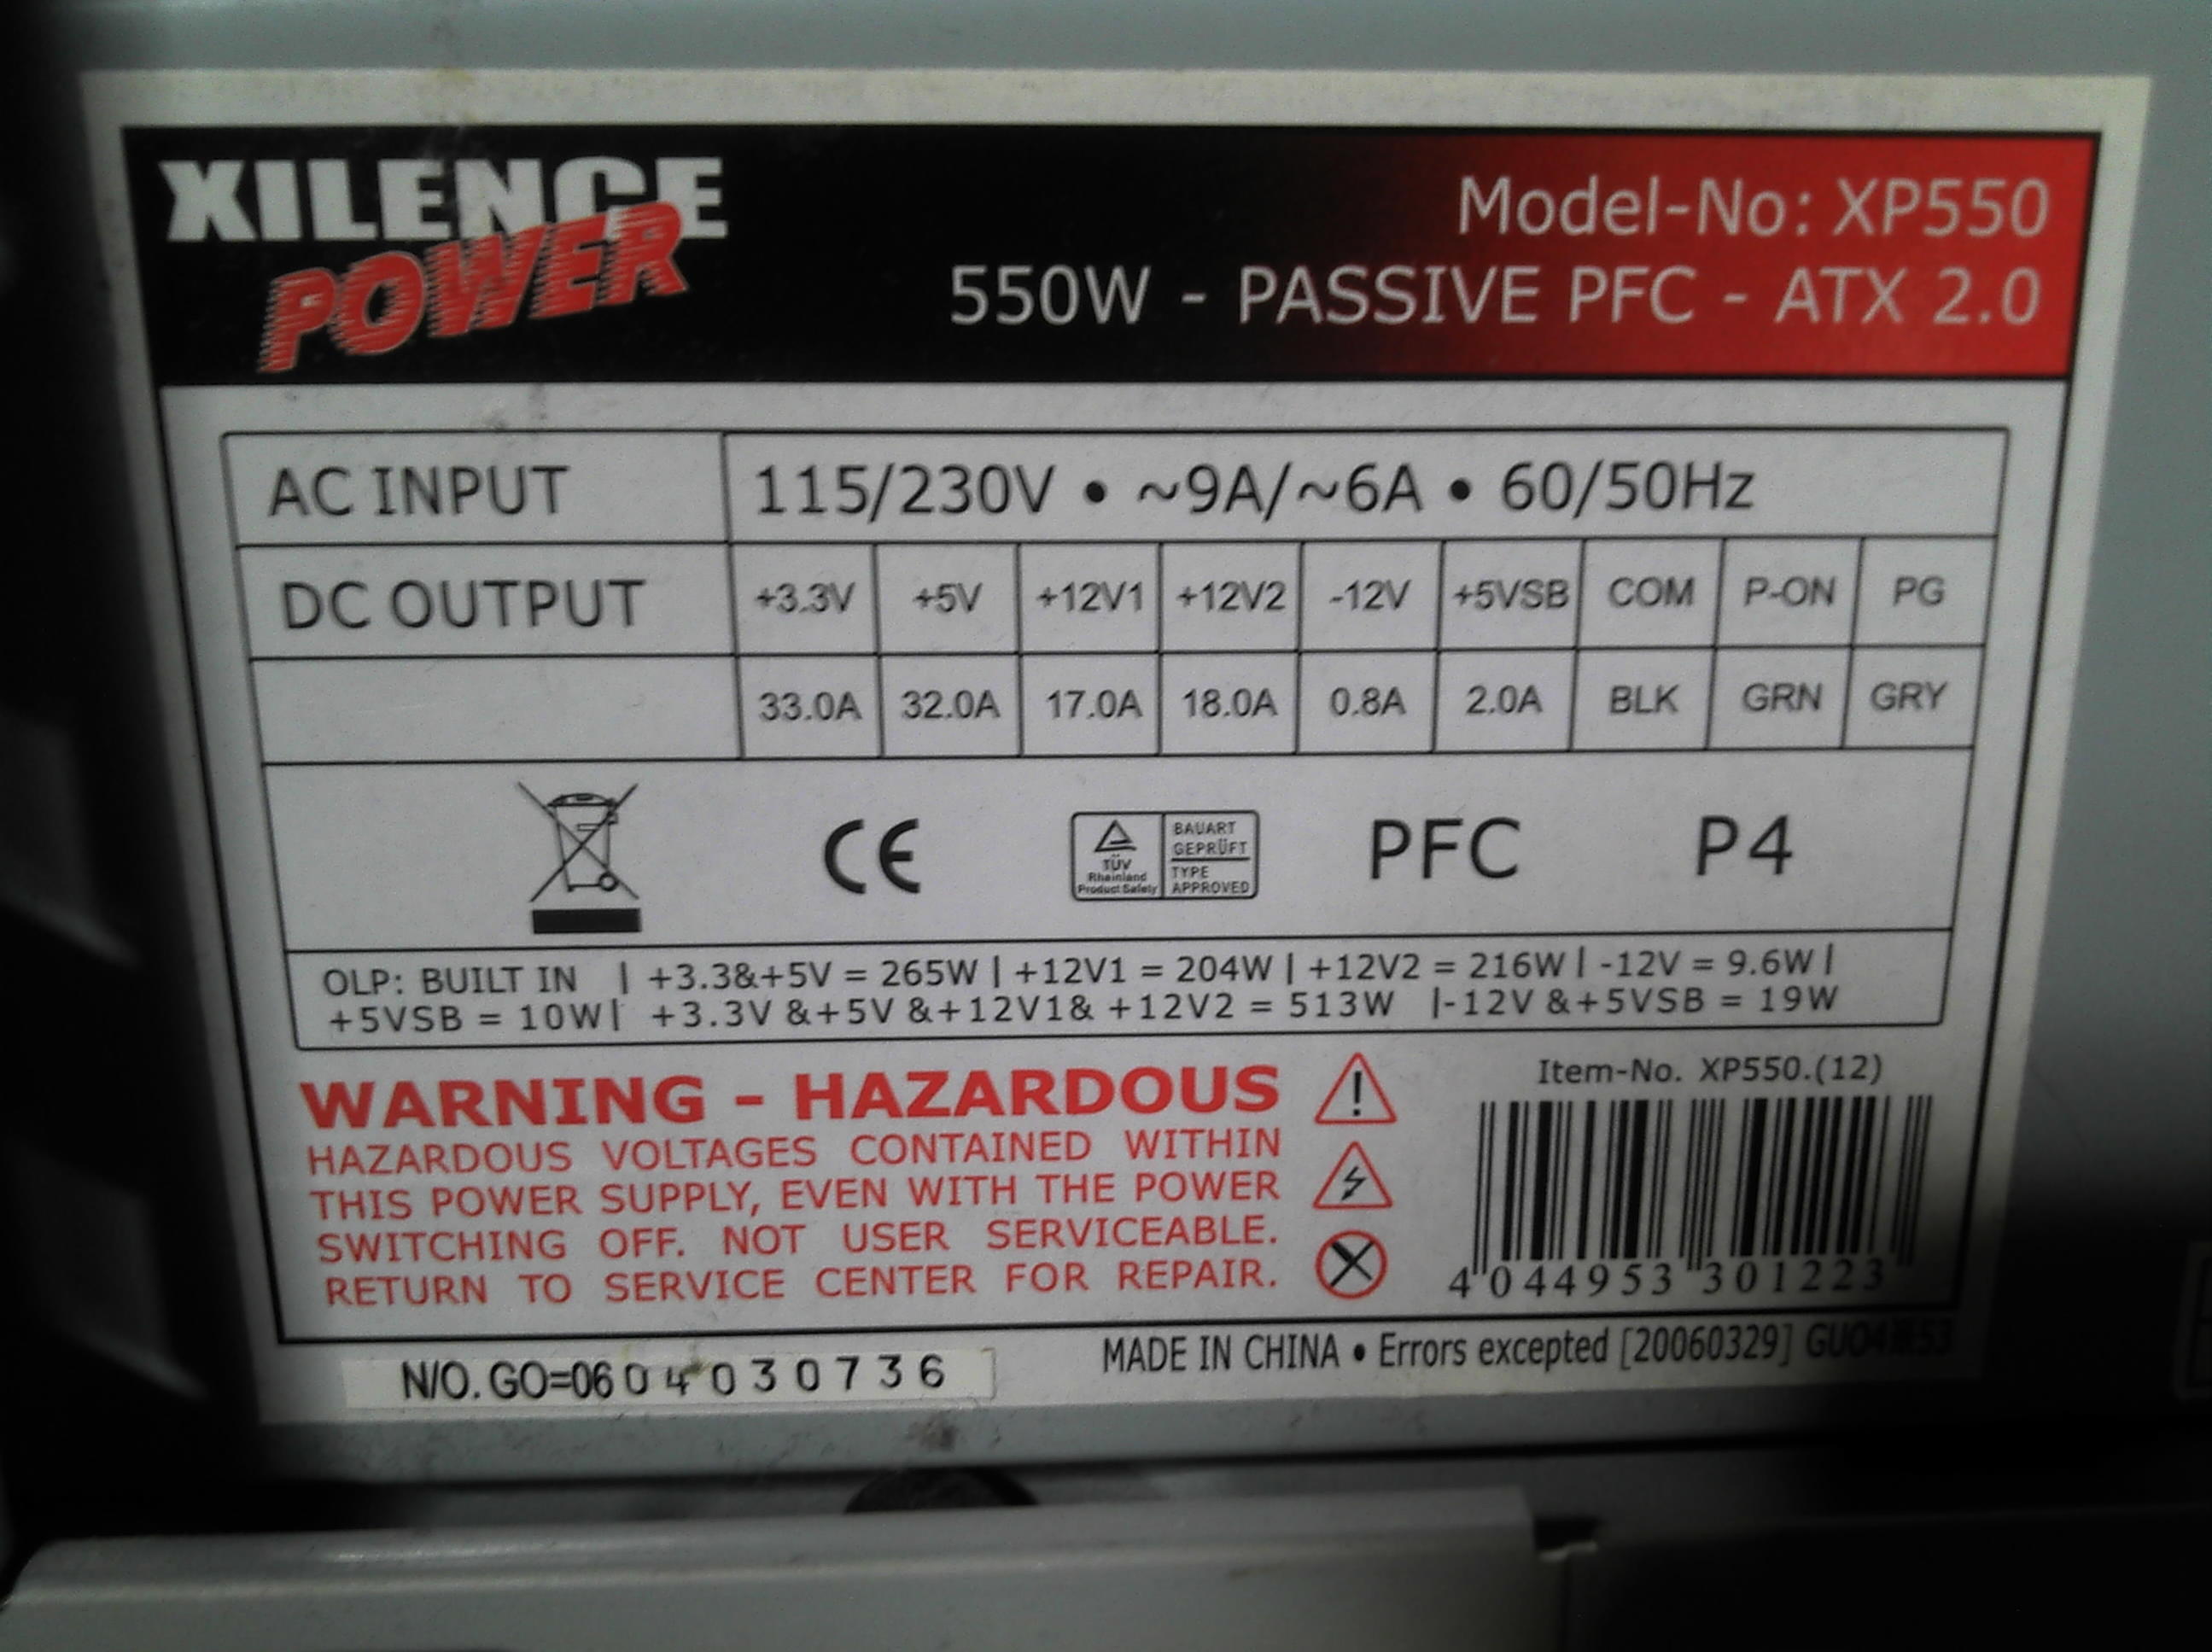 XILENCE
POWER
Model-No: XP550
550W - PASSIVE PFC - ATX 2.0
AC INPUT 115/230V • ~9A/~6A • 60/50Hz
DC OUTPUT +3.3V +5V +12V1 +12V2 -12V +5VSB COM P-ON PG
33.0A 32.0A 17.0A 18.0A 0.8A 2.0A BLK GRN GRY
CE
TÜV
Rheinland
Product Safety
BAUART
GEPRÜFT
TYPE
APPROVED
PFC P4
OLP: BUILT IN | +3.3&+5V = 265W | +12V1 = 204W | +12V2 = 216W | -12V = 9.6W |
+5VSB = 10W | +3.3V &+5V &+12V1& +12V2 = 513W |-12V &+5VSB = 19W
WARNING - HAZARDOUS
HAZARDOUS VOLTAGES CONTAINED WITHIN
THIS POWER SUPPLY, EVEN WITH THE POWER
SWITCHING OFF. NOT USER SERVICEABLE.
RETURN TO SERVICE CENTER FOR REPAIR.
Item-No. XP550.(12)
4 044953 301223
N/O. GO=0604030736
MADE IN CHINA • Errors excepted [20060329]